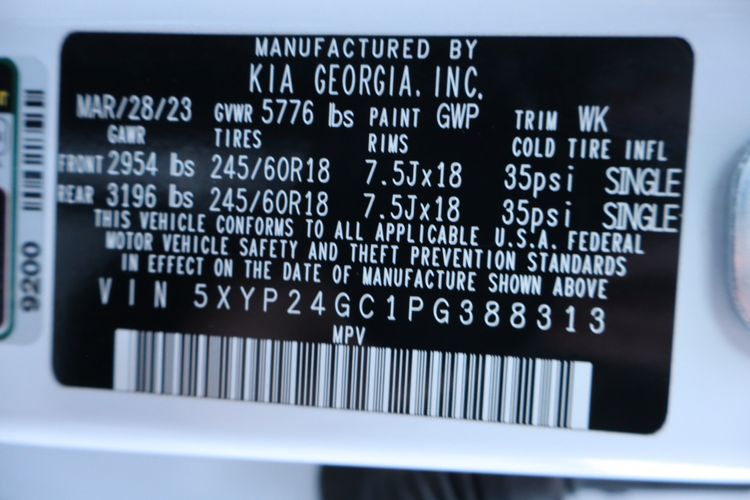 MANUFACTURED BY
KIA GEORGIA. INC.
MAR/28/23 GVWR 5776 lbs PAINT GWP TRIM WK
GAWR TIRES RIMS COLD TIRE INFL
FRONT 2954 lbs 245/60R18 7.5Jx18 35psi SINGLE
REAR 3196 lbs 245/60R18 7.5Jx18 35psi SINGLE
THIS VEHICLE CONFORMS TO ALL APPLICABLE U.S.A. FEDERAL
MOTOR VEHICLE SAFETY AND THEFT PREVENTION STANDARDS
IN EFFECT ON THE DATE OF MANUFACTURE SHOWN ABOVE
VIN 5XYP24GC1PG388313
MPV
9200
9200